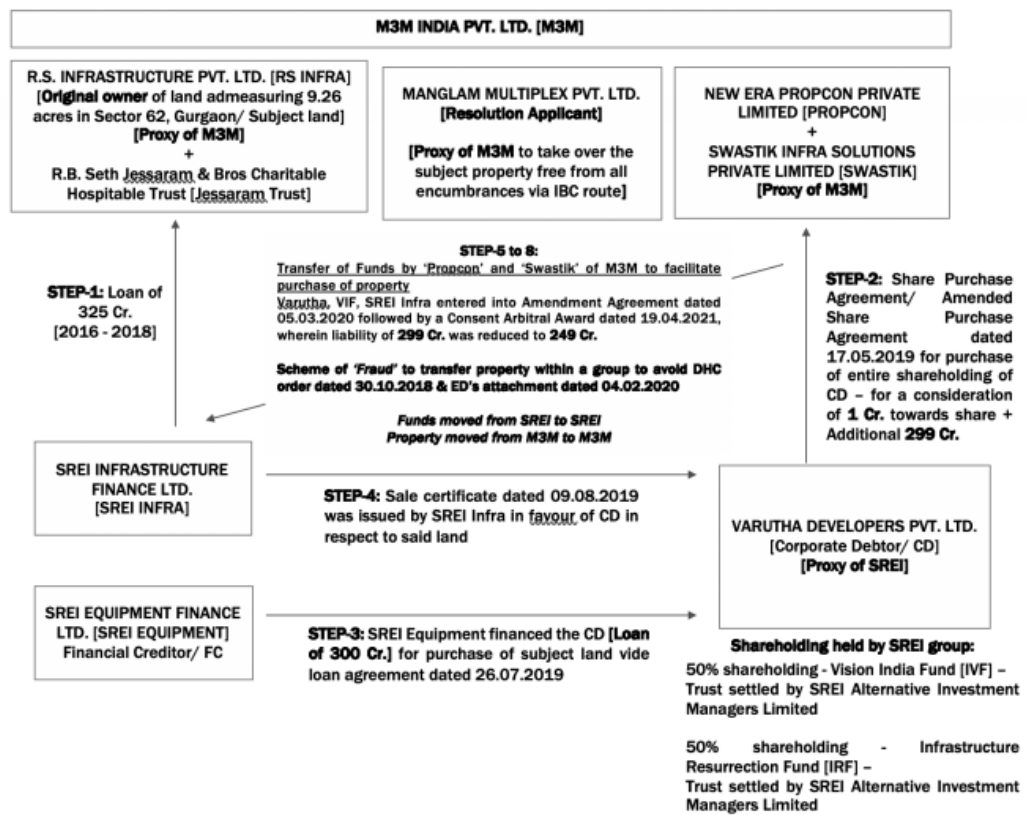 M3M INDIA PVT. LTD. [M3M]
R.S. INFRASTRUCTURE PVT. LTD. [RS INFRA]
[Original owner of land admeasuring 9.26
acres in Sector 62, Gurgaon/ Subject land]
[Proxy of M3M]
+
R.B. Seth Jessaram & Bros Charitable
Hospitable Trust [Jessaram Trust]
MANGLAM MULTIPLEX PVT. LTD.
[Resolution Applicant]
[Proxy of M3M to take over the
subject property free from all
encumbrances via IBC route]
NEW ERA PROPCON PRIVATE
LIMITED [PROPCON]
+
SWASTIK INFRA SOLUTIONS
PRIVATE LIMITED [SWASTIK]
[Proxy of M3M]
STEP-1: Loan of
325 Cr.
[2016 - 2018]
STEP-5 to 8:
Transfer of Funds by 'Propcon' and 'Swastik' of M3M to facilitate
purchase of property
Varutha, VIF, SREI Infra entered into Amendment Agreement dated
05.03.2020 followed by a Consent Arbitral Award dated 19.04.2021,
wherein liability of 299 Cr. was reduced to 249 Cr.
Scheme of 'Fraud' to transfer property within a group to avoid DHC
order dated 30.10.2018 & ED's attachment dated 04.02.2020
Funds moved from SREI to SREI
Property moved from M3M to M3M
STEP-2: Share Purchase
Agreement/ Amended
Share Purchase
Agreement dated
17.05.2019 for purchase
of entire shareholding of
CD – for a consideration
of 1 Cr. towards share +
Additional 299 Cr.
SREI INFRASTRUCTURE
FINANCE LTD.
[SREI INFRA]
STEP-4: Sale certificate dated 09.08.2019
was issued by SREI Infra in favour of CD in
respect to said land
VARUTHA DEVELOPERS PVT. LTD.
[Corporate Debtor/ CD]
[Proxy of SREI]
SREI EQUIPMENT FINANCE
LTD. [SREI EQUIPMENT]
Financial Creditor/ FC
STEP-3: SREI Equipment financed the CD [Loan
of 300 Cr.] for purchase of subject land vide
loan agreement dated 26.07.2019
Shareholding held by SREI group:
50% shareholding - Vision India Fund [IVF] –
Trust settled by SREI Alternative Investment
Managers Limited
50% shareholding - Infrastructure
Resurrection Fund [IRF] –
Trust settled by SREI Alternative Investment
Managers Limited